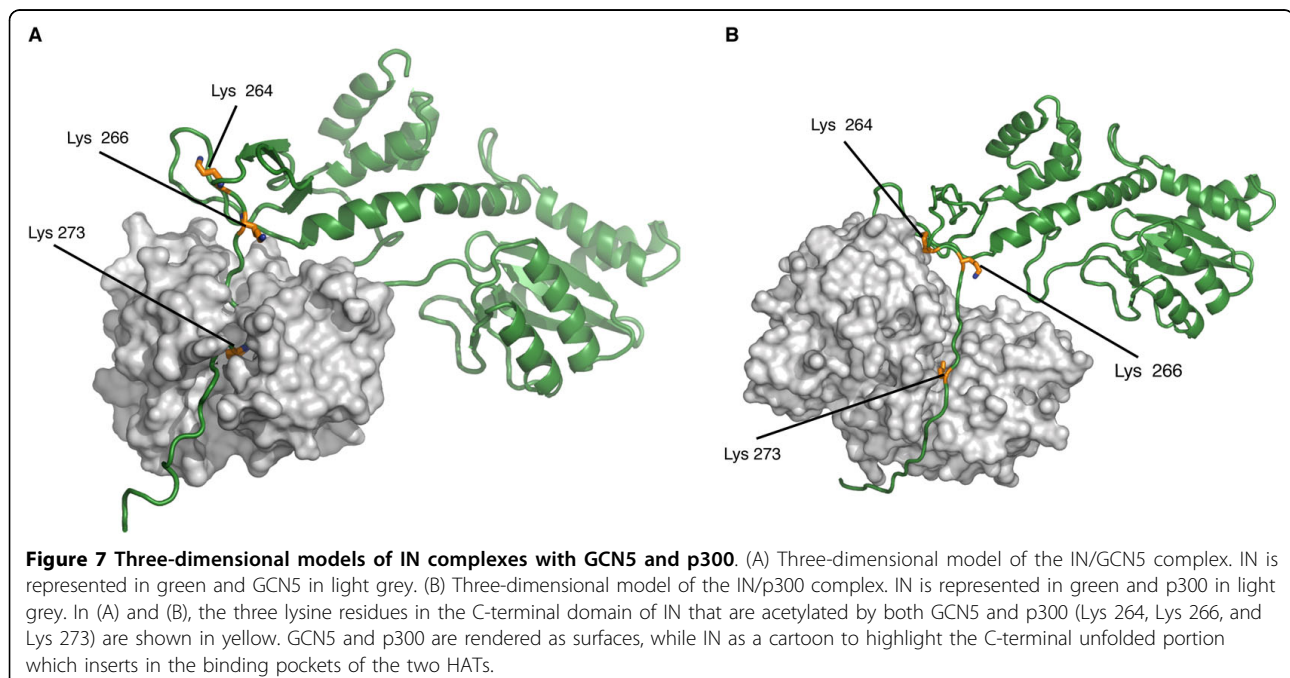 A
B
Lys 264
Lys 266
Lys 273
Lys 264
Lys 266
Lys 273
Figure 7 Three-dimensional models of IN complexes with GCN5 and p300. (A) Three-dimensional model of the IN/GCN5 complex. IN is
represented in green and GCN5 in light grey. (B) Three-dimensional model of the IN/p300 complex. IN is represented in green and p300 in light
grey. In (A) and (B), the three lysine residues in the C-terminal domain of IN that are acetylated by both GCN5 and p300 (Lys 264, Lys 266, and
Lys 273) are shown in yellow. GCN5 and p300 are rendered as surfaces, while IN as a cartoon to highlight the C-terminal unfolded portion
which inserts in the binding pockets of the two HATs.